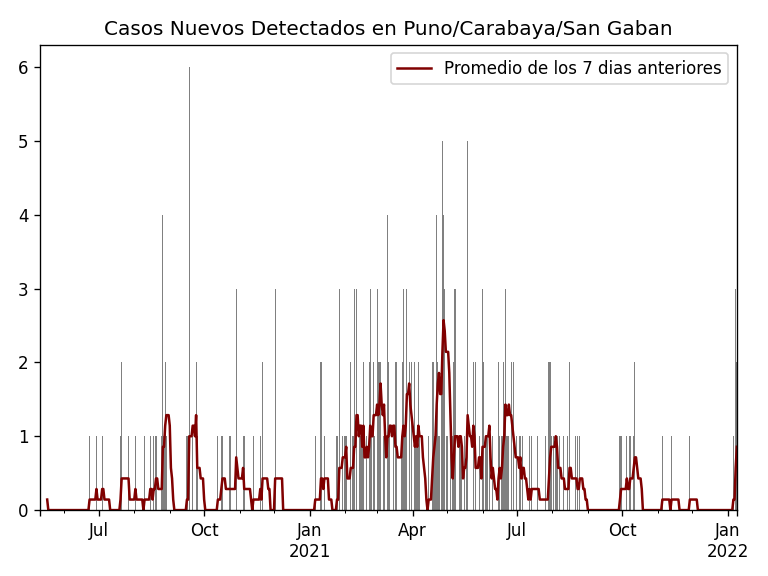 Casos Nuevos Detectados en Puno/Carabaya/San Gaban
Promedio de los 7 dias anteriores
6
5
4
3
2
1
0
Jul Oct Jan Apr Jul Oct Jan
2021 2022